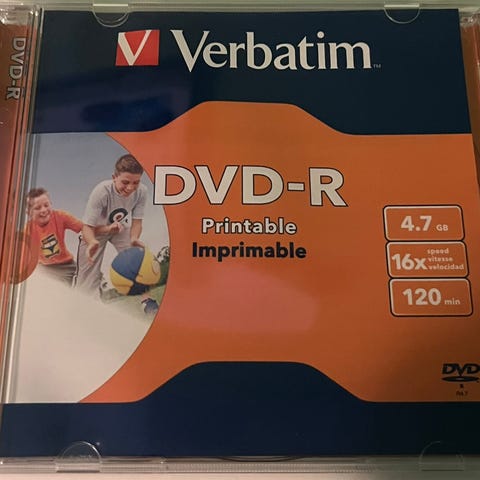 DVD-R
Verbatim
DVD-R
Printable
Imprimable
4.7 GB
16x speed
vitesse
velocidad
120 min
DVD
R